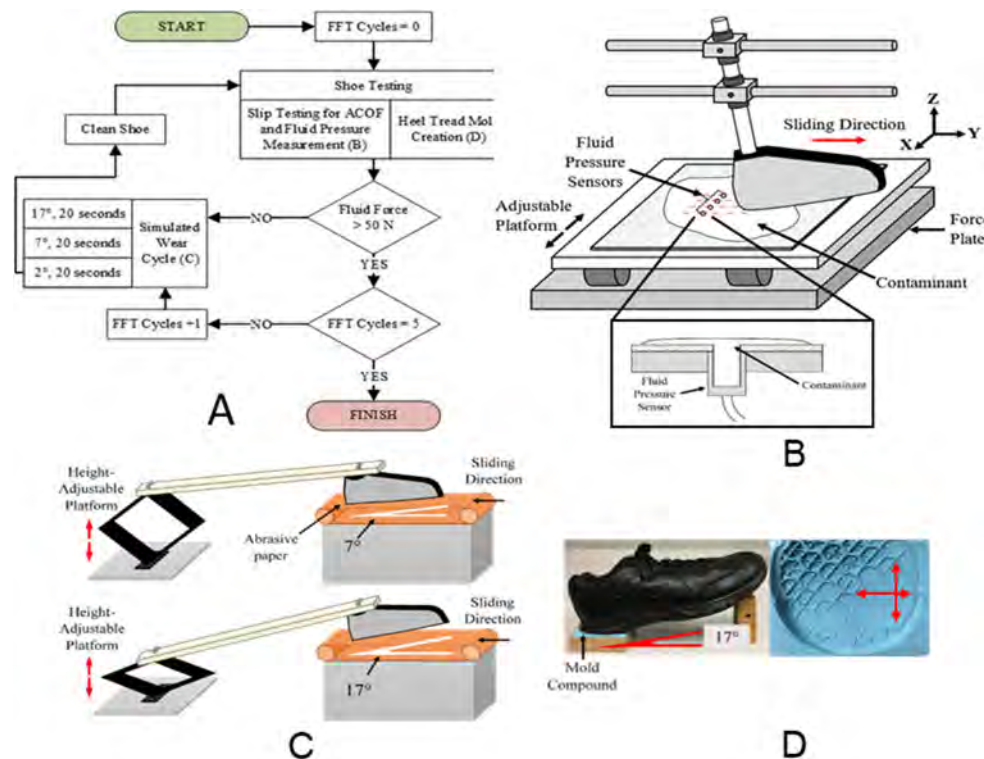 START
FFT Cycles = 0
Shoe Testing
Slip Testing for ACOF
and Fluid Pressure
Measurement (B)
Heel Tread Mol
Creation (D)
Clean Shoe
17°, 20 seconds
7°, 20 seconds
2°, 20 seconds
Simulated
Wear
Cycle (C)
NO
Fluid Force
> 50 N
YES
FFT Cycles +1
NO
FFT Cycles = 5
YES
FINISH
A
Z
Y
X
Sliding Direction
Fluid
Pressure
Sensors
Adjustable
Platform
Force
Plate
Contaminant
Fluid
Pressure
Sensor
Contaminant
B
Height-
Adjustable
Platform
Sliding
Direction
Abrasive
paper
7°
Height-
Adjustable
Platform
Sliding
Direction
17°
C
17°
Mold
Compound
D